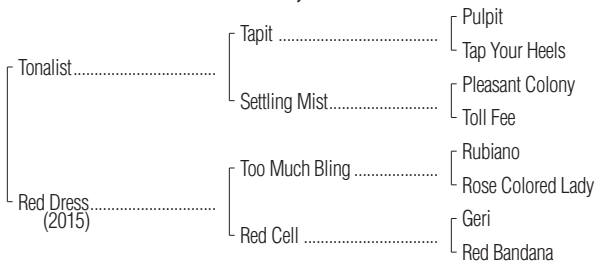 Pulpit
Tapit ..........................................
Tap Your Heels
Tonalist.....................................
Pleasant Colony
Settling Mist............................
Toll Fee
Rubiano
Too Much Bling .....................
Rose Colored Lady
Red Dress................................
(2015)
Geri
Red Cell ...................................
Red Bandana